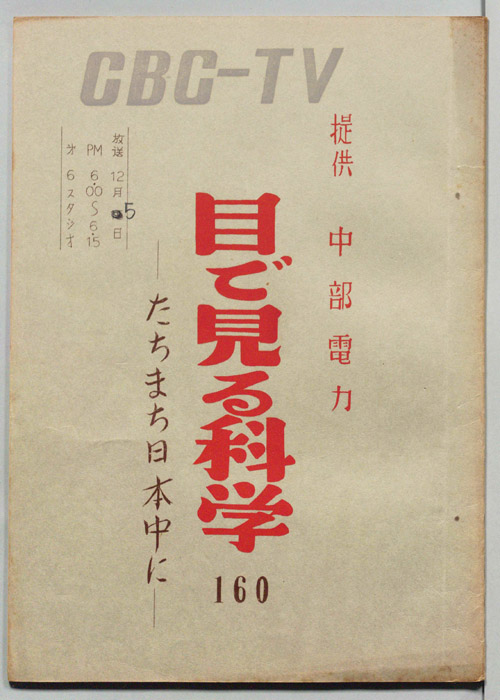 CBC-TV
提供 中部電力
目で見る科学
160
―たちまち日本中に―
放送 12月5日
PM 6.00〜6.15
オ6スタジオ